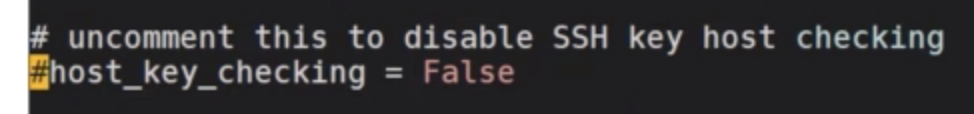 # uncomment this to disable SSH key host checking
#host_key_checking = False